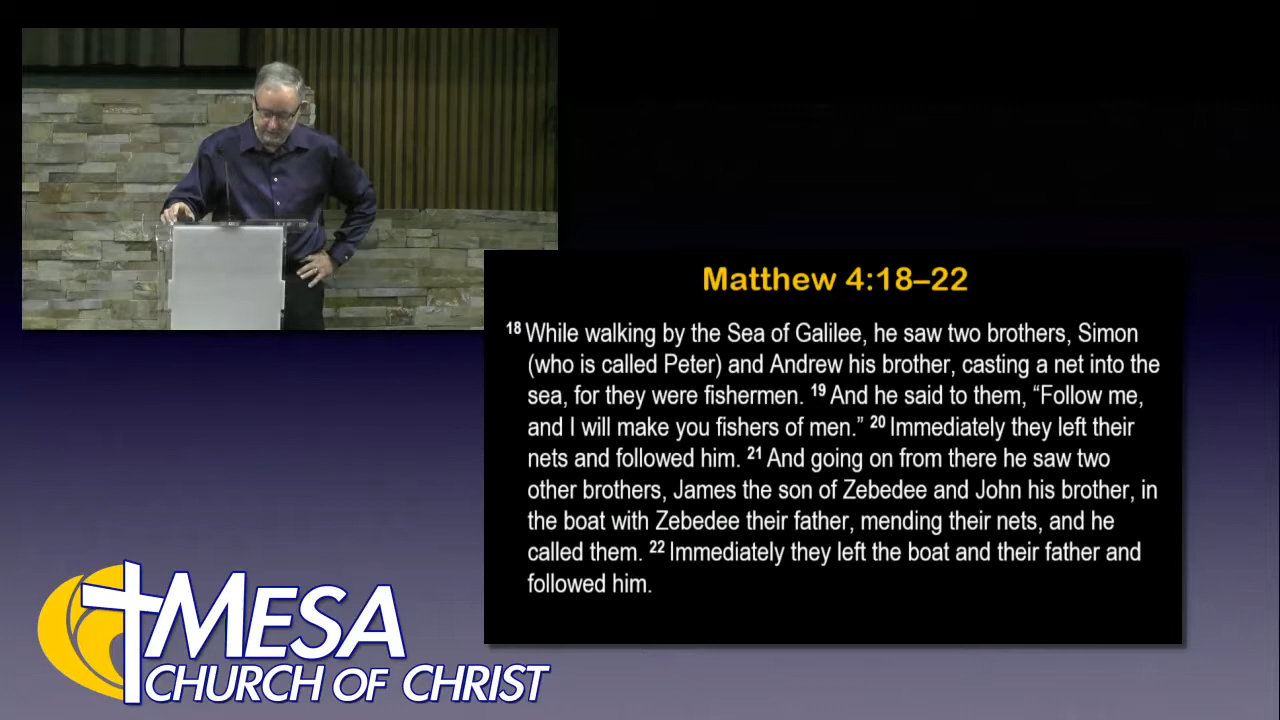 Matthew 4:18–22
18 While walking by the Sea of Galilee, he saw two brothers, Simon
(who is called Peter) and Andrew his brother, casting a net into the
sea, for they were fishermen. 19 And he said to them, “Follow me,
and I will make you fishers of men.” 20 Immediately they left their
nets and followed him. 21 And going on from there he saw two
other brothers, James the son of Zebedee and John his brother, in
the boat with Zebedee their father, mending their nets, and he
called them. 22 Immediately they left the boat and their father and
followed him.
MESA
CHURCH OF CHRIST